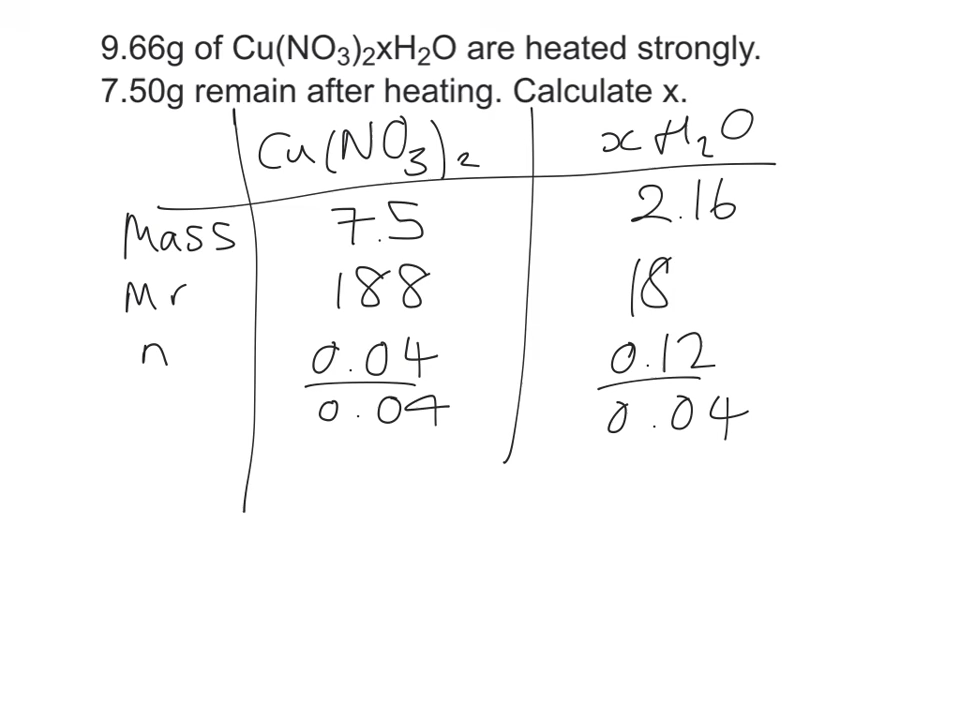 9.66g of Cu(NO3)2xH2O are heated strongly.
7.50g remain after heating. Calculate x.
Cu(NO3)2 xH2O
Mass 7.5 2.16
Mr 188 18
n 0.04 0.12
0.04 0.04